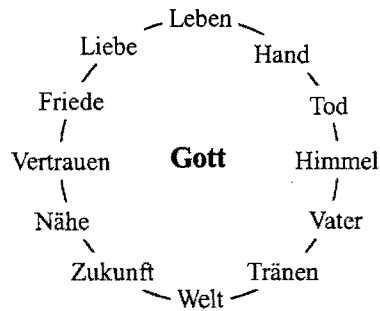 Leben
Liebe
Hand
Friede
Tod
Vertrauen
Gott
Himmel
Nähe
Vater
Zukunft
Tränen
Welt